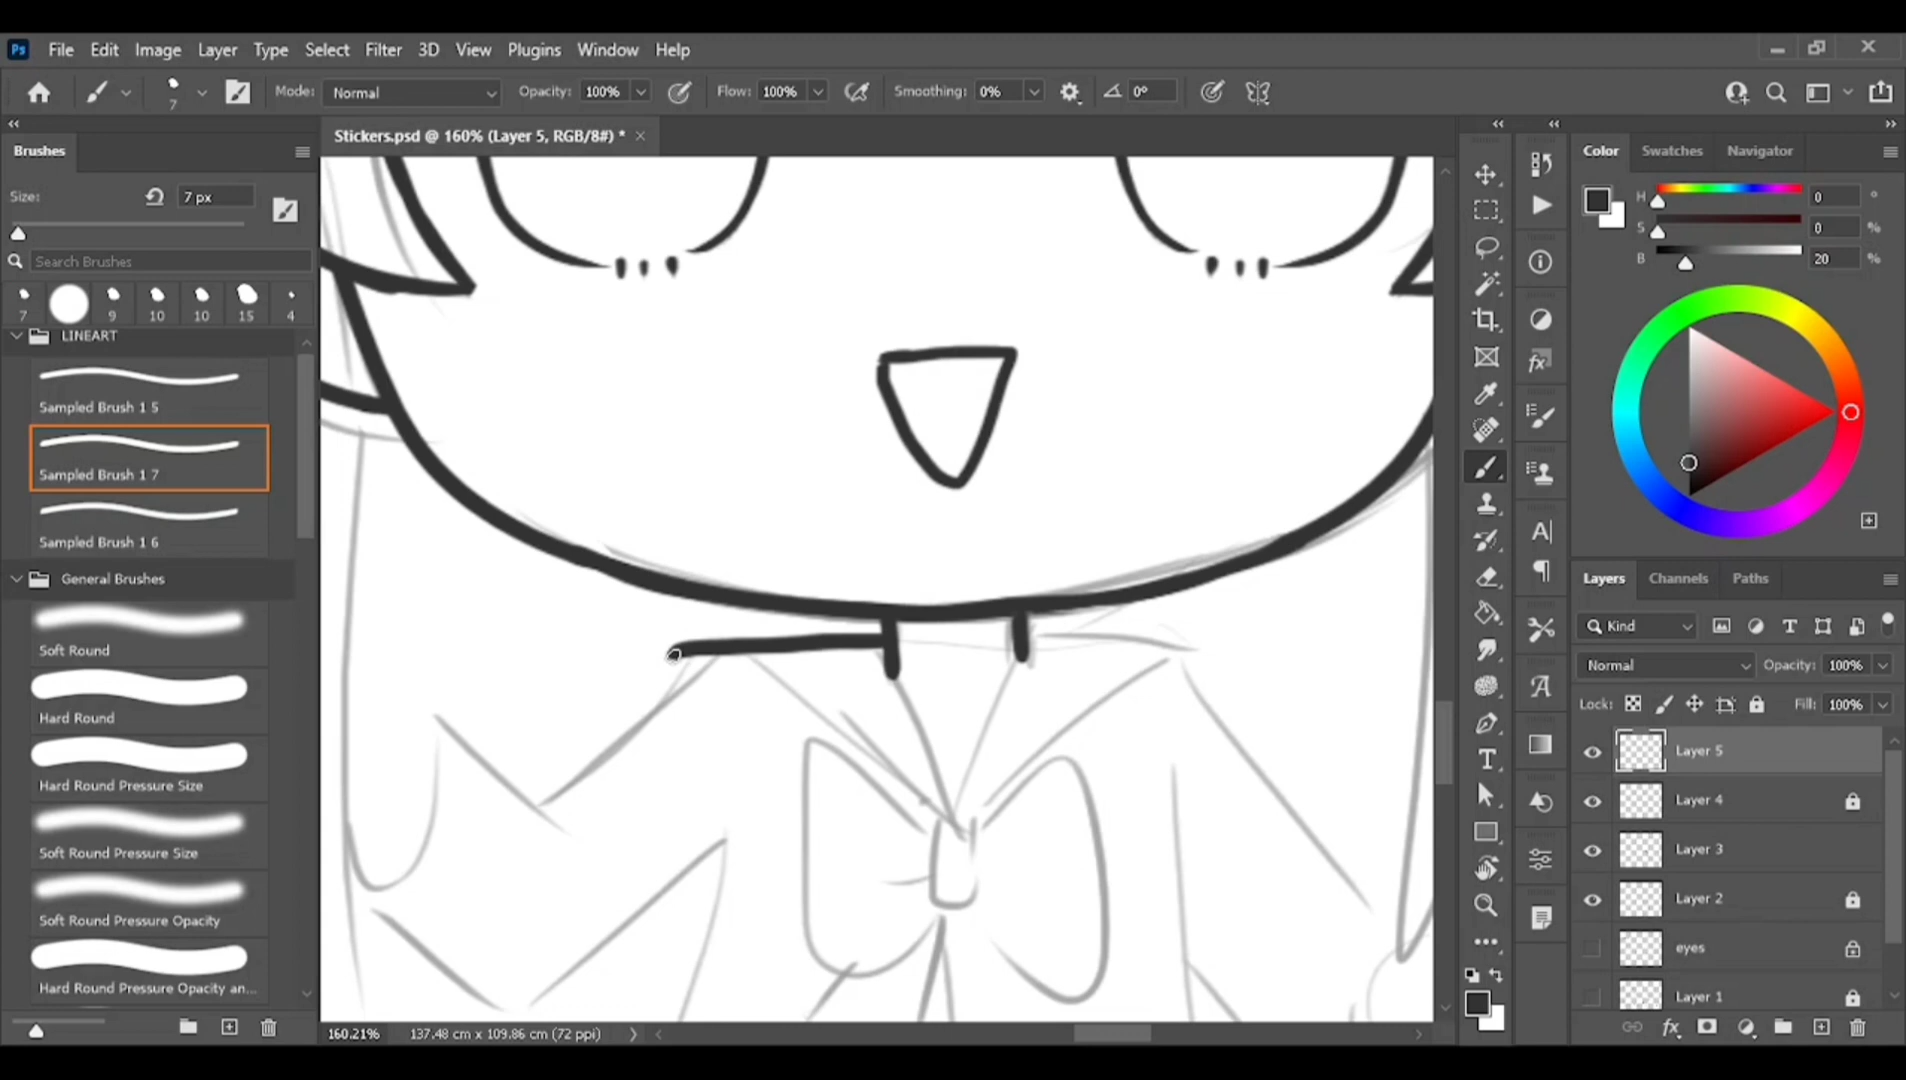 Ps File Edit Image Layer Type Select Filter 3D View Plugins Window Help
7 Mode: Normal Opacity: 100% Flow: 100% Smoothing: 0% 0°
Brushes
Size: 7 px
Search Brushes
7 9 10 10 15 4
LINEART
Sampled Brush 1 5
Sampled Brush 1 7
Sampled Brush 1 6
General Brushes
Soft Round
Hard Round
Hard Round Pressure Size
Soft Round Pressure Size
Soft Round Pressure Opacity
Hard Round Pressure Opacity an...
Stickers.psd @ 160% (Layer 5, RGB/8#) *
160.21% 137.48 cm x 109.86 cm (72 ppi)
Color Swatches Navigator
H 0 °
S 0 %
B 20 %
Layers Channels Paths
Kind
Normal Opacity: 100%
Lock: Fill: 100%
Layer 5
Layer 4
Layer 3
Layer 2
eyes
Layer 1